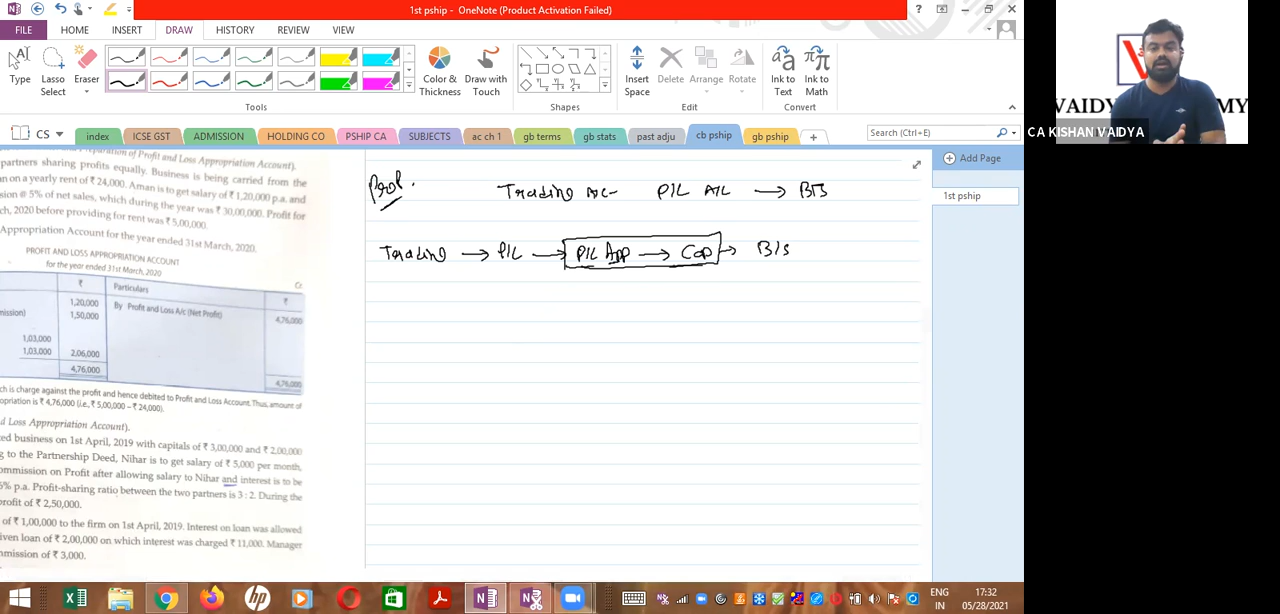 1st pship - OneNote (Product Activation Failed)
FILE HOME INSERT DRAW HISTORY REVIEW VIEW
Type Lasso Select Eraser Color & Thickness Draw with Touch Insert Space Delete Arrange Rotate Ink to Text Ink to Math
Tools Shapes Edit Convert
CS index ICSE GST ADMISSION HOLDING CO PSHIP CA SUBJECTS ac ch 1 gb terms gb stats past adju cb pship gb pship Search (Ctrl+E)
Add Page
1st pship
CA KISHAN VAIDYA
paration of Profit and Loss Appropriation Account).
partners sharing profits equally. Business is being carried from the
an on a yearly rent of ₹ 24,000. Aman is to get salary of ₹ 1,20,000 p.a. and
sion @ 5% of net sales, which during the year was ₹ 30,00,000. Profit for
ch, 2020 before providing for rent was ₹ 5,00,000.
Appropriation Account for the year ended 31st March, 2020.
PROFIT AND LOSS APPROPRIATION ACCOUNT
for the year ended 31st March, 2020 Cr.
₹ Particulars ₹
1,20,000 By Profit and Loss A/c (Net Profit) 4,76,000
mission) 1,50,000
1,03,000
1,03,000 2,06,000
4,76,000 4,76,000
ch is charge against the profit and hence debited to Profit and Loss Account. Thus, amount of
opriation is ₹ 4,76,000 (i.e., ₹ 5,00,000 – ₹ 24,000).
d Loss Appropriation Account).
ed business on 1st April, 2019 with capitals of ₹ 3,00,000 and ₹ 2,00,000
g to the Partnership Deed, Nihar is to get salary of ₹ 5,000 per month,
ommission on Profit after allowing salary to Nihar and interest is to be
5% p.a. Profit-sharing ratio between the two partners is 3 : 2. During the
profit of ₹ 2,50,000.
of ₹ 1,00,000 to the firm on 1st April, 2019. Interest on loan was allowed
iven loan of ₹ 2,00,000 on which interest was charged ₹ 11,000. Manager
mmission of ₹ 3,000.
Trading A/c P/L A/c → B/S
Trading → P/L → P/L App → Cap → B/S
ENG 17:32
IN 05/28/2021